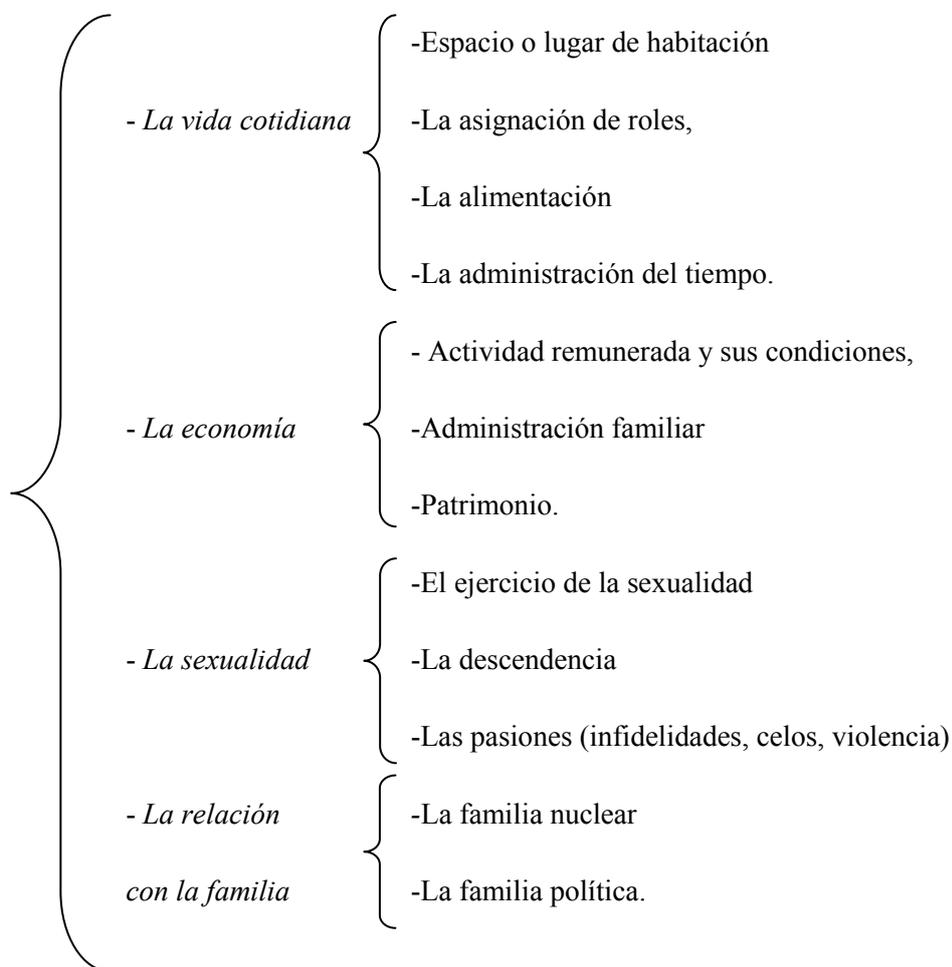 -Espacio o lugar de habitación
- La vida cotidiana
-La asignación de roles,
-La alimentación
-La administración del tiempo.
- Actividad remunerada y sus condiciones,
- La economía
-Administración familiar
-Patrimonio.
-El ejercicio de la sexualidad
- La sexualidad
-La descendencia
-Las pasiones (infidelidades, celos, violencia)
- La relación
-La familia nuclear
con la familia
-La familia política.